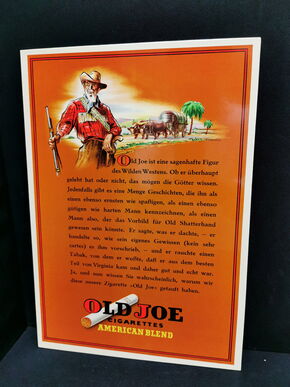 Old Joe ist eine sagenhafte Figur
des Wilden Westens. Ob er überhaupt
gelebt hat oder nicht, das mögen die Götter wissen.
Jedenfalls gibt es eine Menge Geschichten, die ihn als
einen ebenso ernsten wie spaßigen, als einen ebenso
gütigen wie harten Mann kennzeichnen, als einen
Mann also, der das Vorbild für Old Shatterhand
gewesen sein könnte. Er sagte, was er dachte, – er
handelte so, wie sein eigenes Gewissen (kein sehr
zartes) es ihm vorschrieb, – und er rauchte einen
Tabak, von dem er wußte, daß er aus dem besten
Teil von Virginia kam und daher gut und echt war.
Ja, und nun wissen Sie wahrscheinlich, warum wir
diese unsere Zigarette »Old Joe« getauft haben.
OLD JOE
CIGARETTES
AMERICAN BLEND